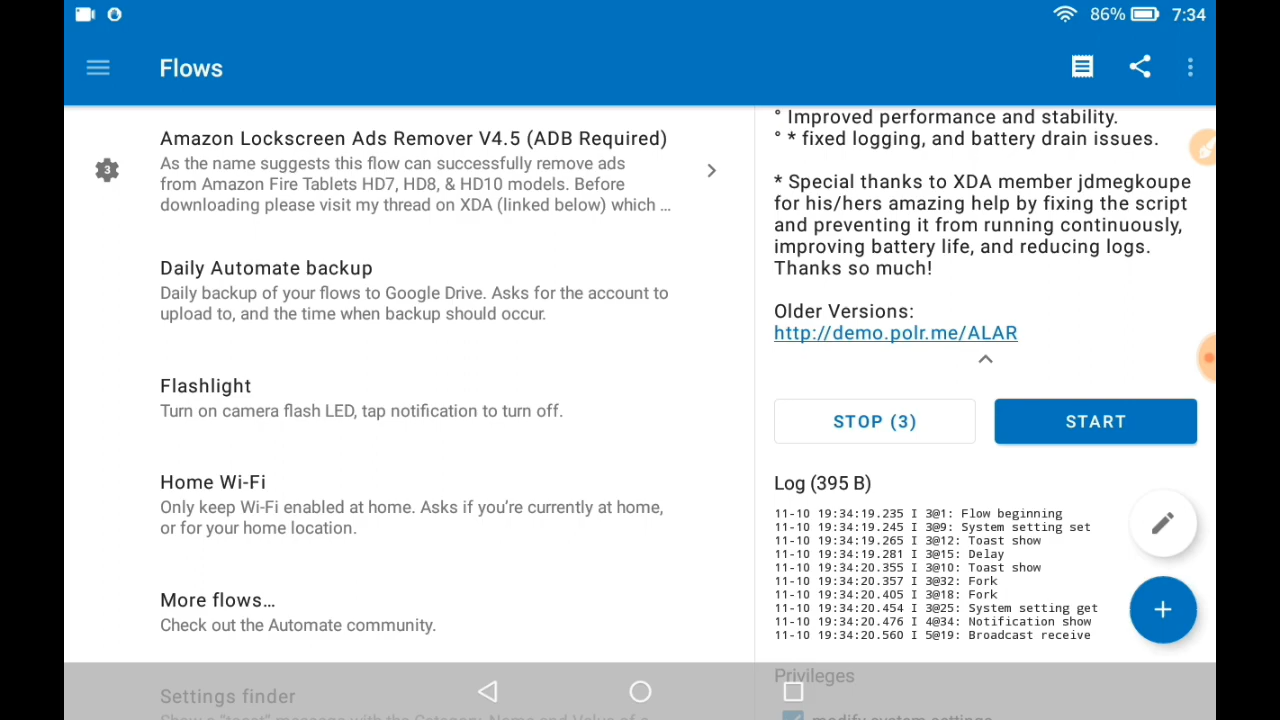 86% 7:34
Flows
Amazon Lockscreen Ads Remover V4.5 (ADB Required)
3
As the name suggests this flow can successfully remove ads
from Amazon Fire Tablets HD7, HD8, & HD10 models. Before
downloading please visit my thread on XDA (linked below) which ...
Daily Automate backup
Daily backup of your flows to Google Drive. Asks for the account to
upload to, and the time when backup should occur.
Flashlight
Turn on camera flash LED, tap notification to turn off.
Home Wi-Fi
Only keep Wi-Fi enabled at home. Asks if you’re currently at home,
or for your home location.
More flows…
Check out the Automate community.
Settings finder
Show a "toast" message with the Category, Name and Value of a
° Improved performance and stability.
° * fixed logging, and battery drain issues.
* Special thanks to XDA member jdmegkoupe
for his/hers amazing help by fixing the script
and preventing it from running continuously,
improving battery life, and reducing logs.
Thanks so much!
Older Versions:
http://demo.polr.me/ALAR
STOP (3)
START
Log (395 B)
11-10 19:34:19.235 I 3@1: Flow beginning
11-10 19:34:19.245 I 3@9: System setting set
11-10 19:34:19.265 I 3@12: Toast show
11-10 19:34:19.281 I 3@15: Delay
11-10 19:34:20.355 I 3@10: Toast show
11-10 19:34:20.357 I 3@32: Fork
11-10 19:34:20.405 I 3@18: Fork
11-10 19:34:20.454 I 3@25: System setting get
11-10 19:34:20.476 I 4@34: Notification show
11-10 19:34:20.560 I 5@19: Broadcast receive
Privileges
modify system settings